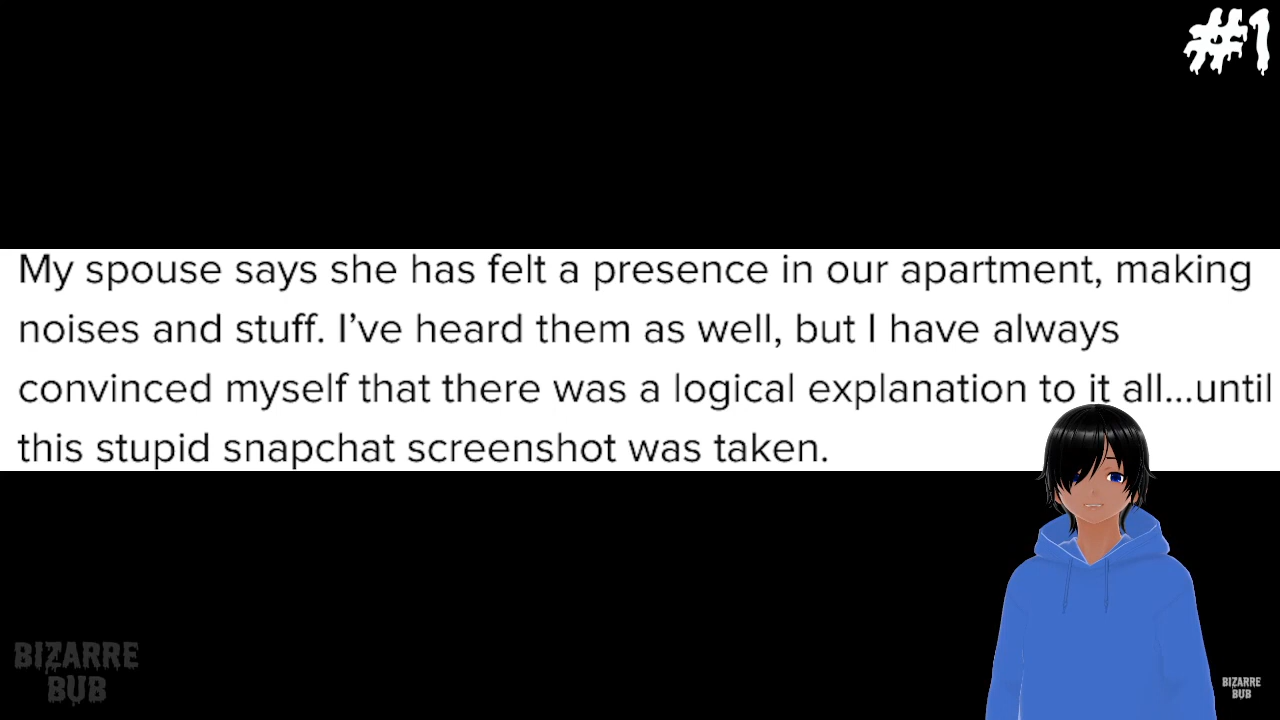 #1
My spouse says she has felt a presence in our apartment, making
noises and stuff. I’ve heard them as well, but I have always
convinced myself that there was a logical explanation to it all...until
this stupid snapchat screenshot was taken.
BIZARRE
BUB
BIZARRE
BUB